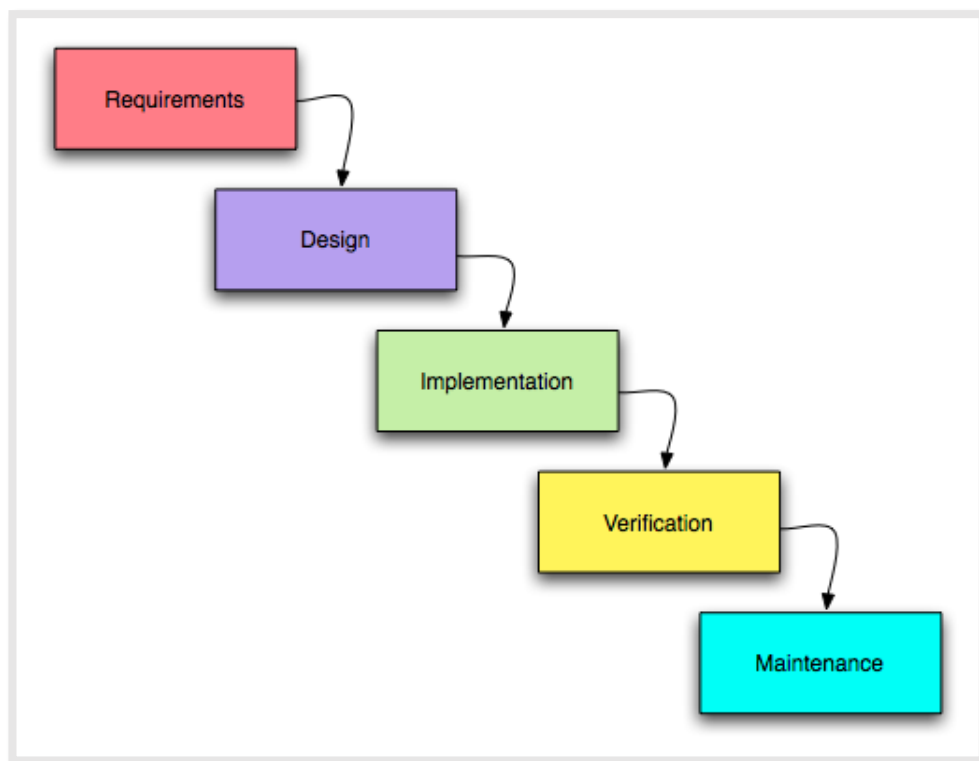 Requirements
Design
Implementation
Verification
Maintenance